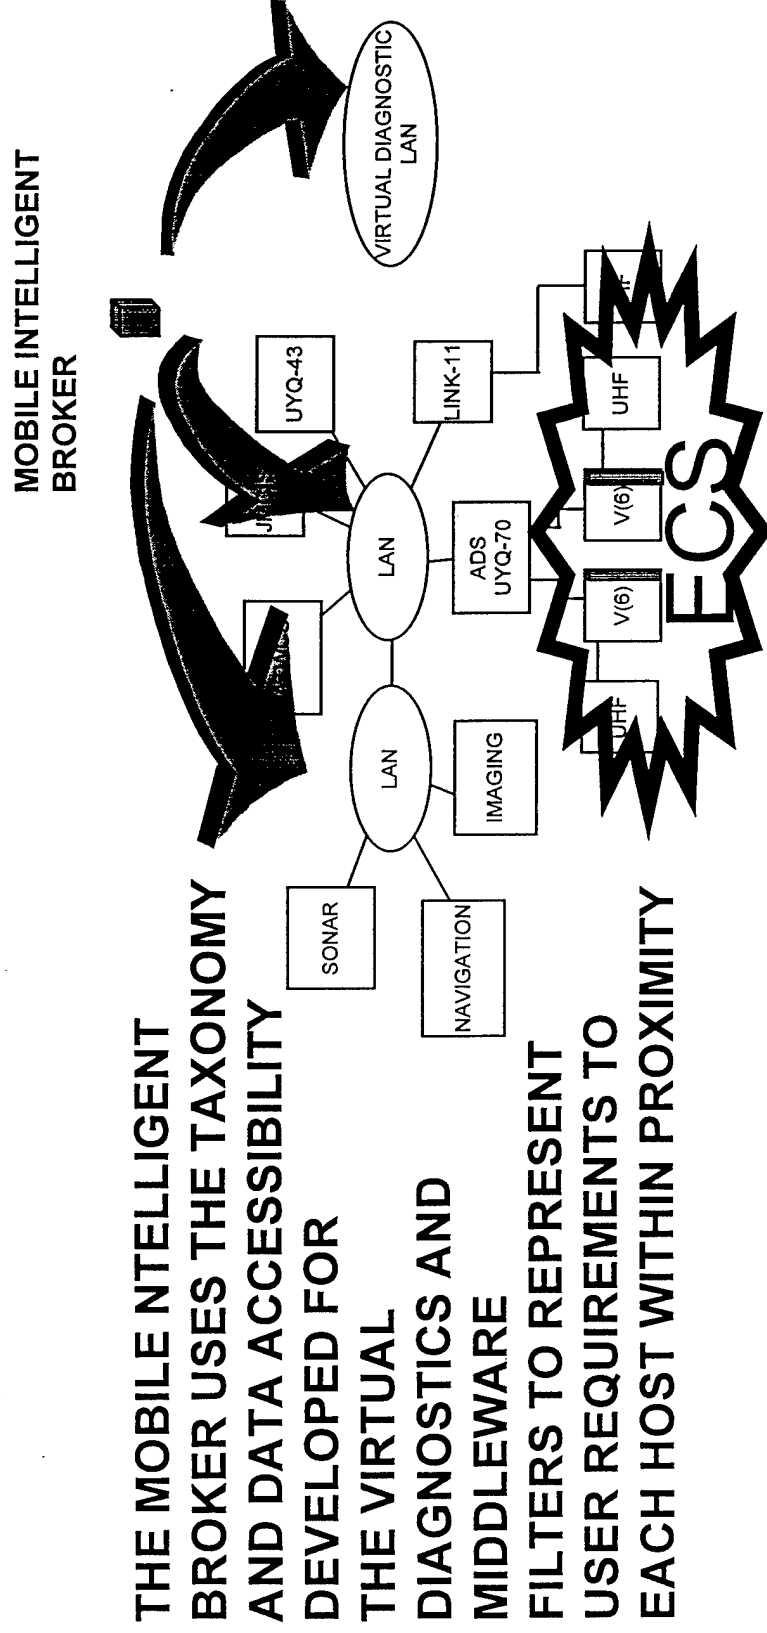 MOBILE INTELLIGENT
BROKER
THE MOBILE NTELLIGENT
BROKER USES THE TAXONOMY
AND DATA ACCESSIBILITY
DEVELOPED FOR
THE VIRTUAL
DIAGNOSTICS AND
MIDDLEWARE
FILTERS TO REPRESENT
USER REQUIREMENTS TO
EACH HOST WITHIN PROXIMITY
SONAR
NAVIGATION
LAN
IMAGING
LAN
UYQ-43
LINK-11
ADS
UYQ-70
UHF
V(6)
V(6)
UHF
ECS
VIRTUAL DIAGNOSTIC
LAN